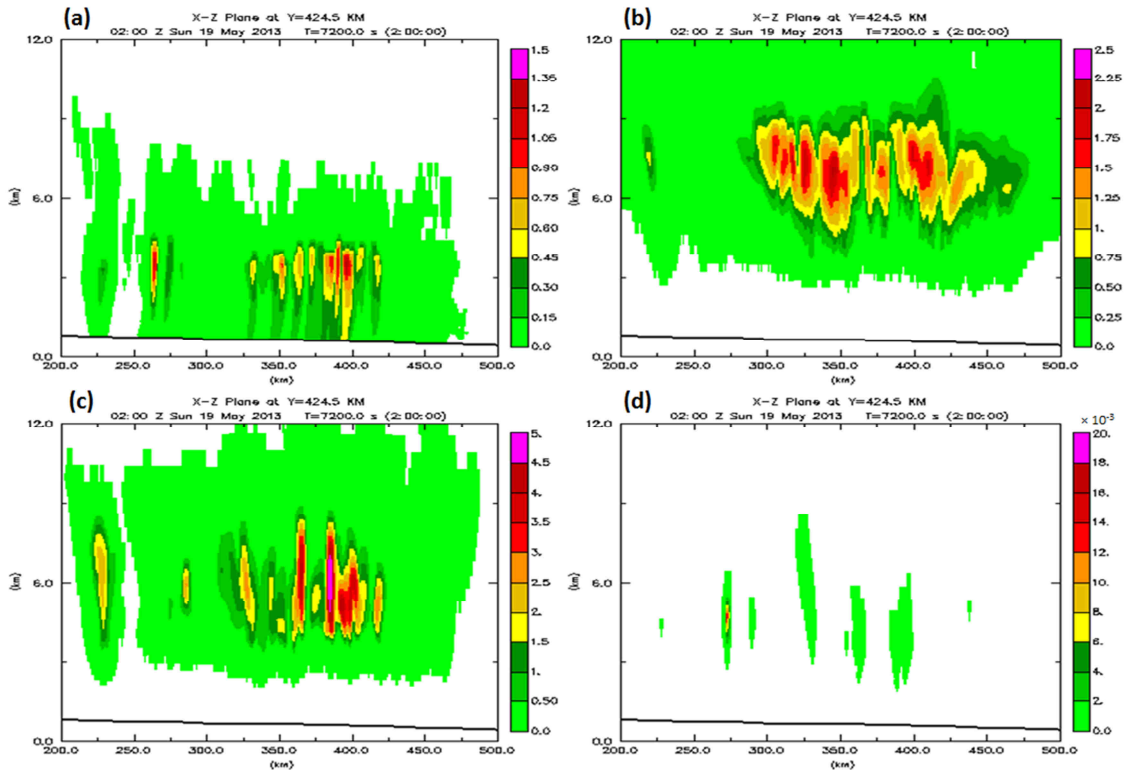 (a)
X-Z Plane at Y=424.5 KM
02:00 Z Sun 19 May 2013 T=7200.0 s (2:00:00)
12.0
6.0
0.0
(km)
200.0 250.0 300.0 350.0 400.0 450.0 500.0
(km)
1.5
1.35
1.2
1.05
0.90
0.75
0.60
0.45
0.30
0.15
0.0
(b)
X-Z Plane at Y=424.5 KM
02:00 Z Sun 19 May 2013 T=7200.0 s (2:00:00)
12.0
6.0
0.0
(km)
200.0 250.0 300.0 350.0 400.0 450.0 500.0
(km)
2.5
2.25
2.
1.75
1.5
1.25
1.
0.75
0.50
0.25
0.0
(c)
X-Z Plane at Y=424.5 KM
02:00 Z Sun 19 May 2013 T=7200.0 s (2:00:00)
12.0
6.0
0.0
(km)
200.0 250.0 300.0 350.0 400.0 450.0 500.0
(km)
5.
4.5
4.
3.5
3.
2.5
2.
1.5
1.
0.50
0.0
(d)
X-Z Plane at Y=424.5 KM
02:00 Z Sun 19 May 2013 T=7200.0 s (2:00:00)
12.0
6.0
0.0
(km)
200.0 250.0 300.0 350.0 400.0 450.0 500.0
(km)
× 10⁻³
20.
18.
16.
14.
12.
10.
8.
6.
4.
2.
0.0